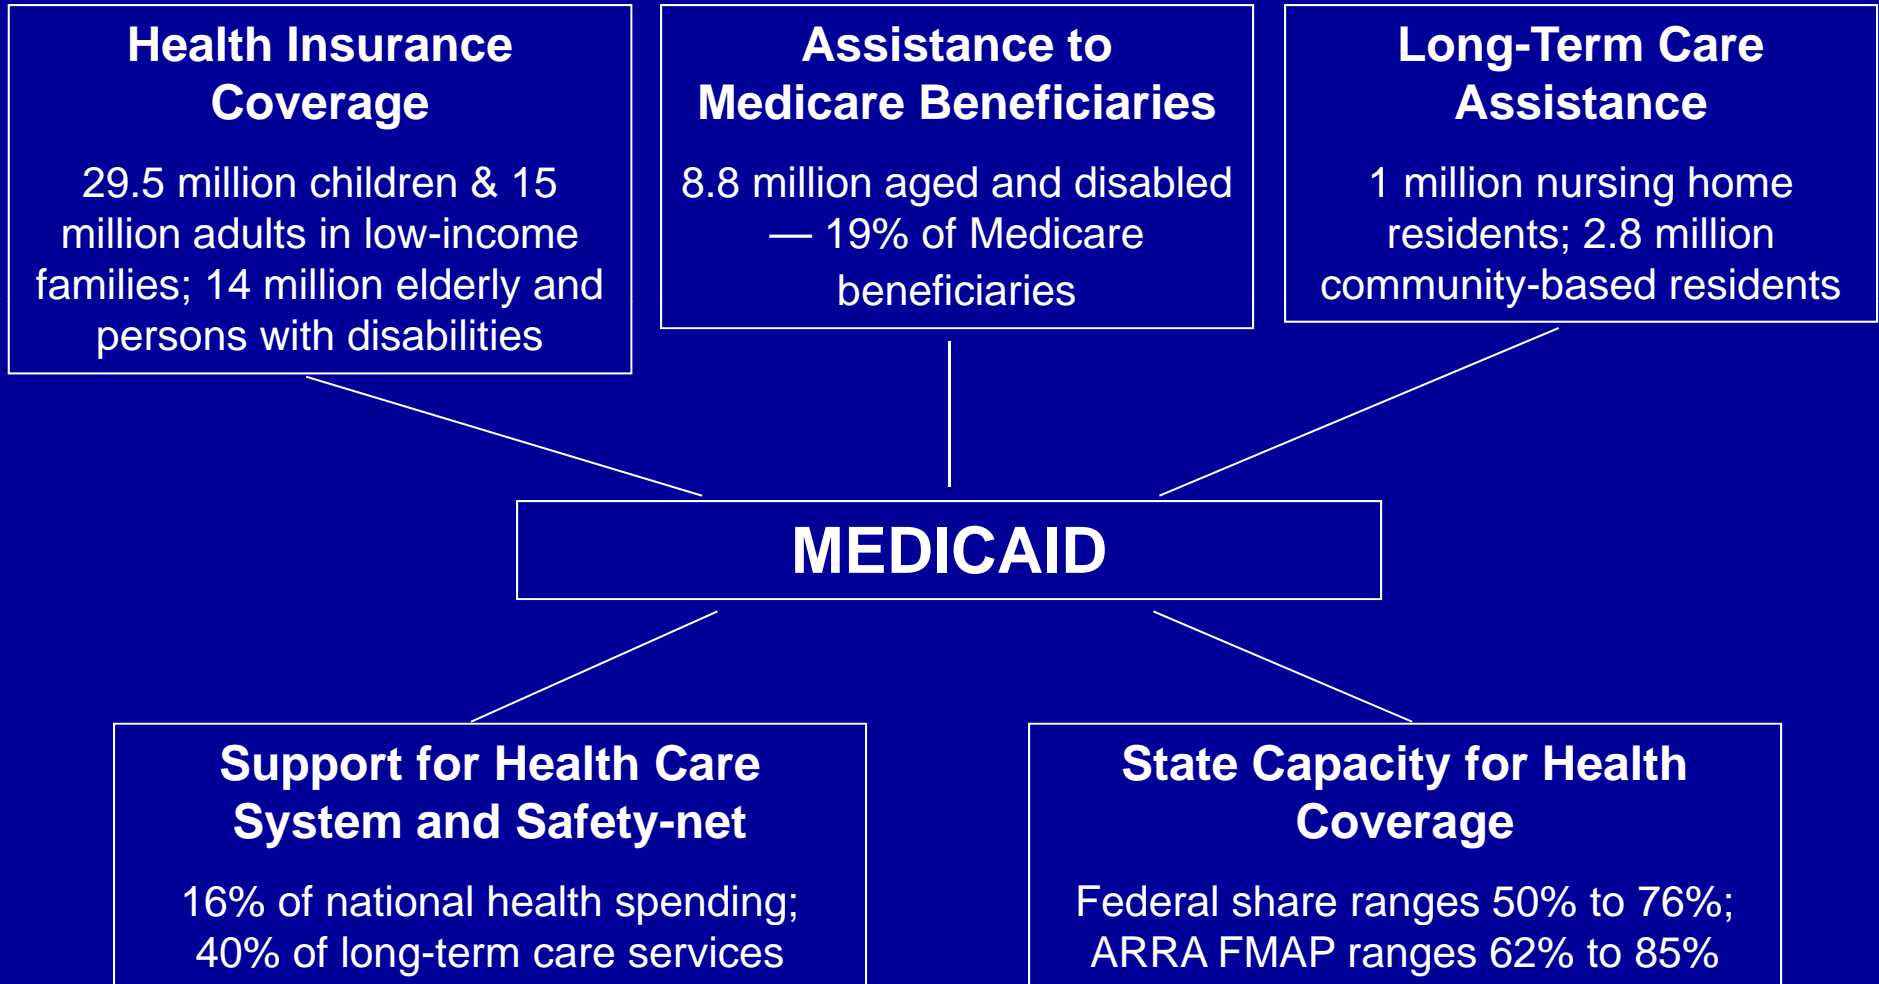 Health Insurance
Coverage
29.5 million children & 15
million adults in low-income
families; 14 million elderly and
persons with disabilities
Assistance to
Medicare Beneficiaries
8.8 million aged and disabled
— 19% of Medicare
beneficiaries
Long-Term Care
Assistance
1 million nursing home
residents; 2.8 million
community-based residents
MEDICAID
Support for Health Care
System and Safety-net
16% of national health spending;
40% of long-term care services
State Capacity for Health
Coverage
Federal share ranges 50% to 76%;
ARRA FMAP ranges 62% to 85%